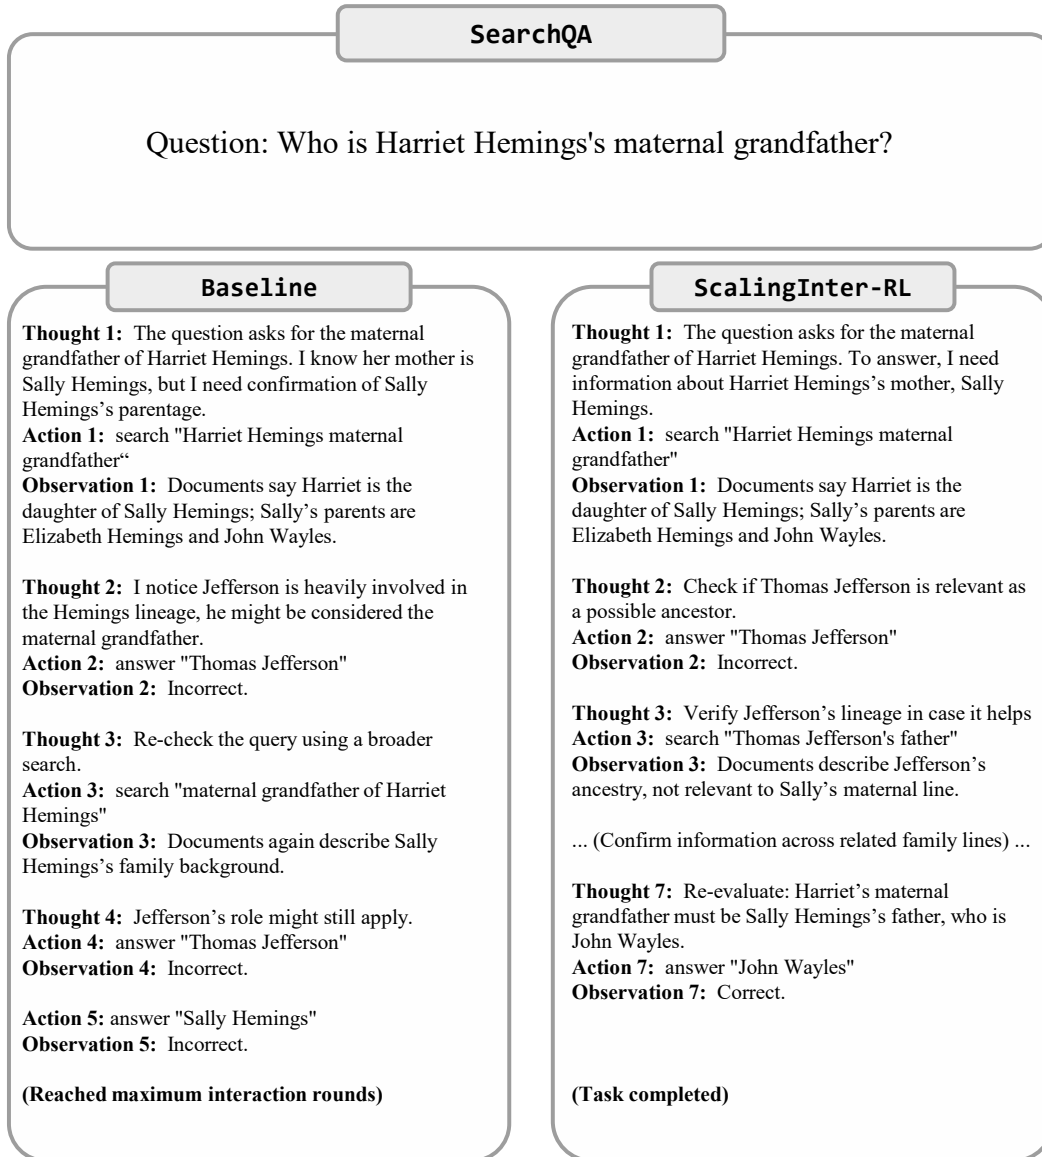 SearchQA
Question: Who is Harriet Hemings's maternal grandfather?
Baseline
Thought 1: The question asks for the maternal
grandfather of Harriet Hemings. I know her mother is
Sally Hemings, but I need confirmation of Sally
Hemings's parentage.
Action 1: search "Harriet Hemings maternal
grandfather“
Observation 1: Documents say Harriet is the
daughter of Sally Hemings; Sally’s parents are
Elizabeth Hemings and John Wayles.
Thought 2: I notice Jefferson is heavily involved in
the Hemings lineage, he might be considered the
maternal grandfather.
Action 2: answer "Thomas Jefferson"
Observation 2: Incorrect.
Thought 3: Re-check the query using a broader
search.
Action 3: search "maternal grandfather of Harriet
Hemings"
Observation 3: Documents again describe Sally
Hemings’s family background.
Thought 4: Jefferson’s role might still apply.
Action 4: answer "Thomas Jefferson"
Observation 4: Incorrect.
Action 5: answer "Sally Hemings"
Observation 5: Incorrect.
(Reached maximum interaction rounds)
ScalingInter-RL
Thought 1: The question asks for the maternal
grandfather of Harriet Hemings. To answer, I need
information about Harriet Hemings’s mother, Sally
Hemings.
Action 1: search "Harriet Hemings maternal
grandfather"
Observation 1: Documents say Harriet is the
daughter of Sally Hemings; Sally’s parents are
Elizabeth Hemings and John Wayles.
Thought 2: Check if Thomas Jefferson is relevant as
a possible ancestor.
Action 2: answer "Thomas Jefferson"
Observation 2: Incorrect.
Thought 3: Verify Jefferson’s lineage in case it helps
Action 3: search "Thomas Jefferson's father"
Observation 3: Documents describe Jefferson’s
ancestry, not relevant to Sally’s maternal line.
... (Confirm information across related family lines) ...
Thought 7: Re-evaluate: Harriet’s maternal
grandfather must be Sally Hemings’s father, who is
John Wayles.
Action 7: answer "John Wayles"
Observation 7: Correct.
(Task completed)